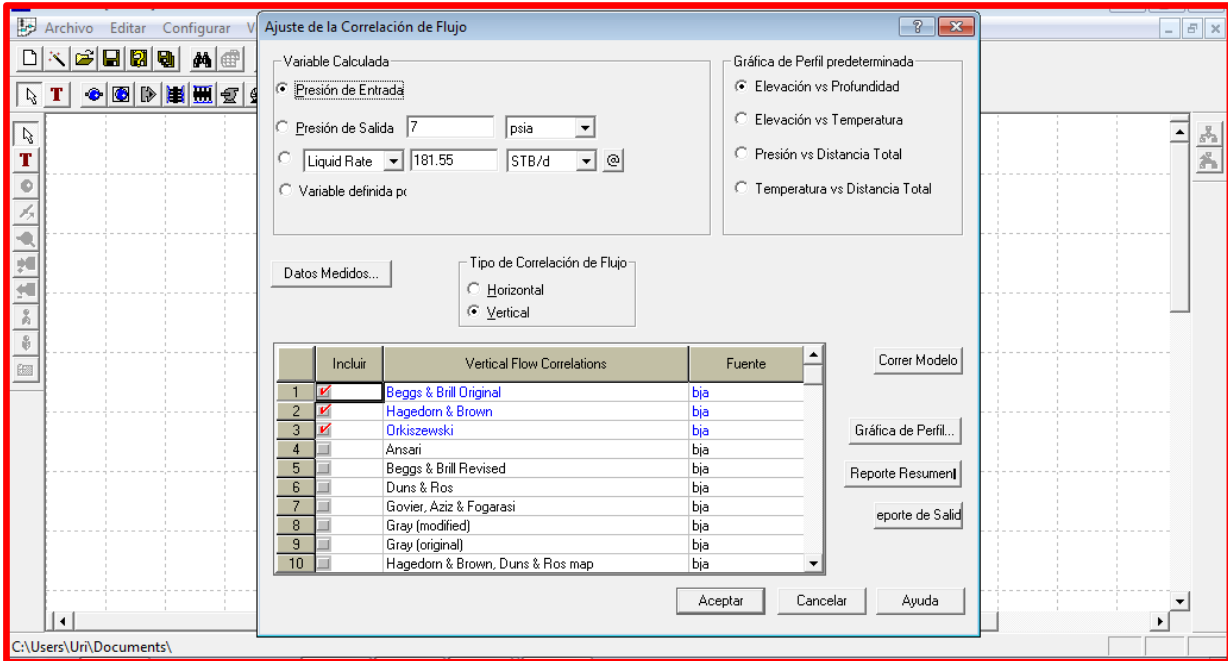 Archivo Editar Configurar V
Ajuste de la Correlación de Flujo
Variable Calculada
Presión de Entrada
Presión de Salida 7 psia
Liquid Rate 181.55 STB/d @
Variable definida po
Gráfica de Perfil predeterminada
Elevación vs Profundidad
Elevación vs Temperatura
Presión vs Distancia Total
Temperatura vs Distancia Total
Datos Medidos...
Tipo de Correlación de Flujo
Horizontal
Vertical
Incluir Vertical Flow Correlations Fuente
1 Beggs & Brill Original bja
2 Hagedorn & Brown bja
3 Orkiszewski bja
4 Ansari bja
5 Beggs & Brill Revised bja
6 Duns & Ros bja
7 Govier, Aziz & Fogarasi bja
8 Gray (modified) bja
9 Gray (original) bja
10 Hagedorn & Brown, Duns & Ros map bja
Correr Modelo
Gráfica de Perfil...
Reporte Resumen
eporte de Salid
Aceptar Cancelar Ayuda
C:\Users\Uri\Documents\